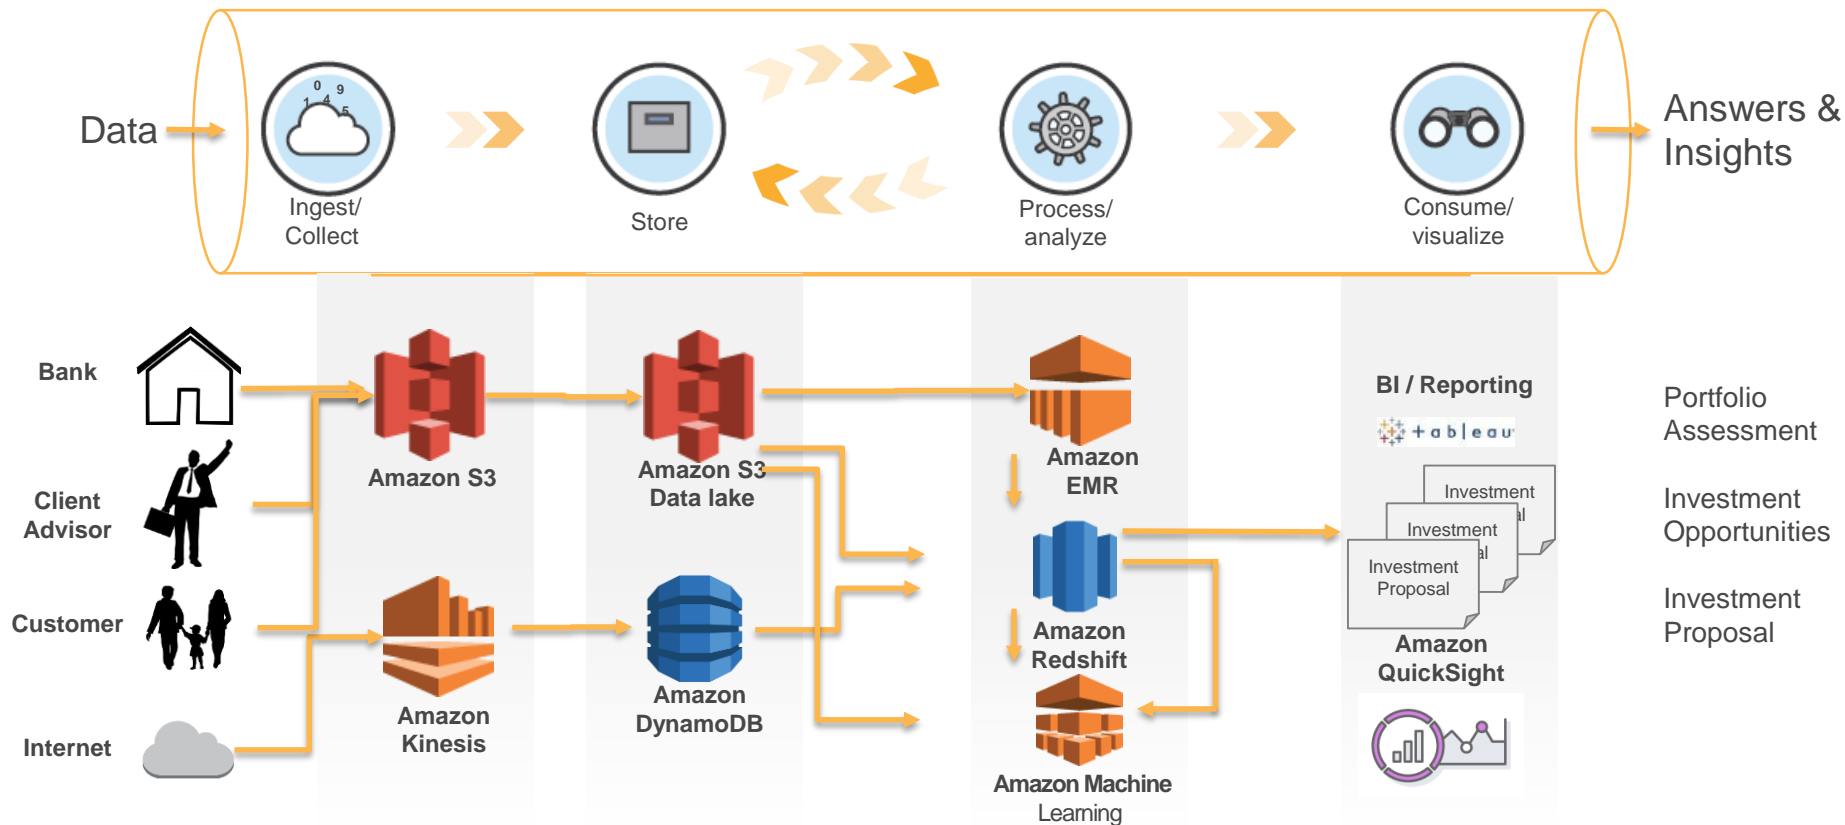 Data
0
9
1
4
5
Ingest/
Collect
Store
Process/
analyze
Consume/
visualize
Answers &
Insights
Bank
Client
Advisor
Customer
Internet
Amazon S3
Amazon
Kinesis
Amazon S3
Data lake
Amazon
DynamoDB
Amazon
EMR
Amazon
Redshift
Amazon Machine
Learning
BI / Reporting
+ a b | e a u
Investment
al
Investment
al
Investment
Proposal
Amazon
QuickSight
Portfolio
Assessment
Investment
Opportunities
Investment
Proposal